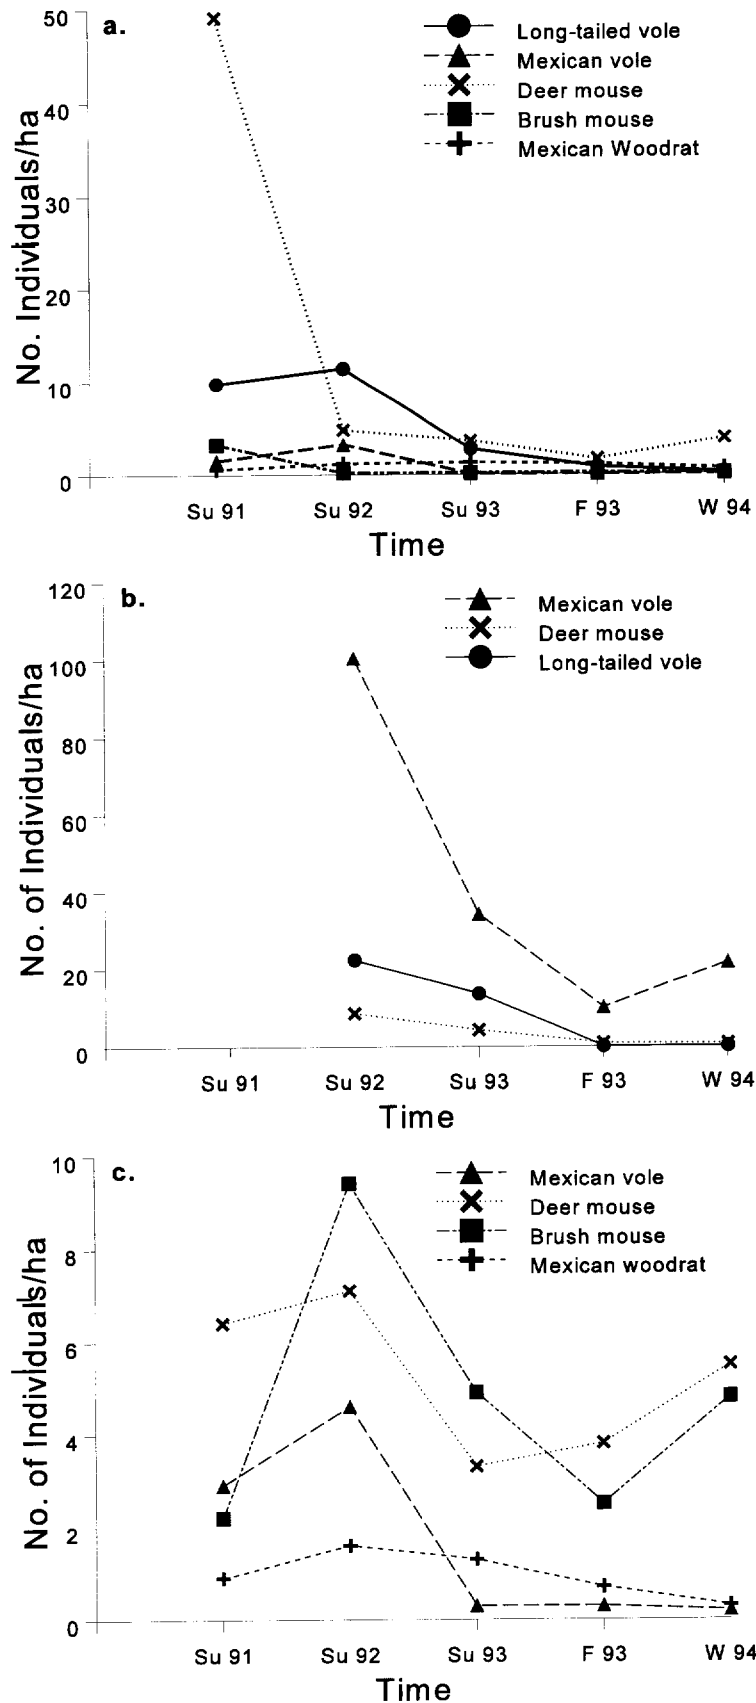 a.
50
40
30
20
10
0
No. Individuals/ha
Long-tailed vole
Mexican vole
Deer mouse
Brush mouse
Mexican Woodrat
Su 91 Su 92 Su 93 F 93 W 94
Time
b.
120
100
80
60
40
20
0
No. of Individuals/ha
Mexican vole
Deer mouse
Long-tailed vole
Su 91 Su 92 Su 93 F 93 W 94
Time
c.
10
8
6
4
2
0
No. of Individuals/ha
Mexican vole
Deer mouse
Brush mouse
Mexican woodrat
Su 91 Su 92 Su 93 F 93 W 94
Time